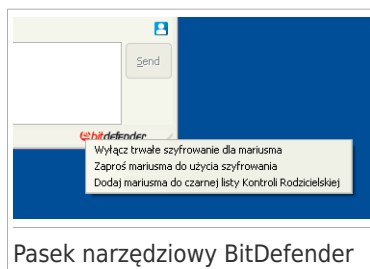 Send
bitdefender
Wyłącz trwałe szyfrowanie dla mariusma
Zaproś mariusma do użycia szyfrowania
Dodaj mariusma do czarnej listy Kontroli Rodzicielskiej
Pasek narzędziowy BitDefender